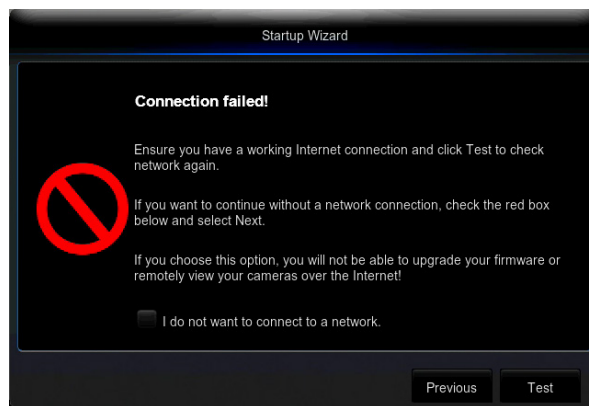 Startup Wizard
Connection failed!
Ensure you have a working Internet connection and click Test to check
network again.
If you want to continue without a network connection, check the red box
below and select Next.
If you choose this option, you will not be able to upgrade your firmware or
remotely view your cameras over the Internet!
I do not want to connect to a network.
Previous Test